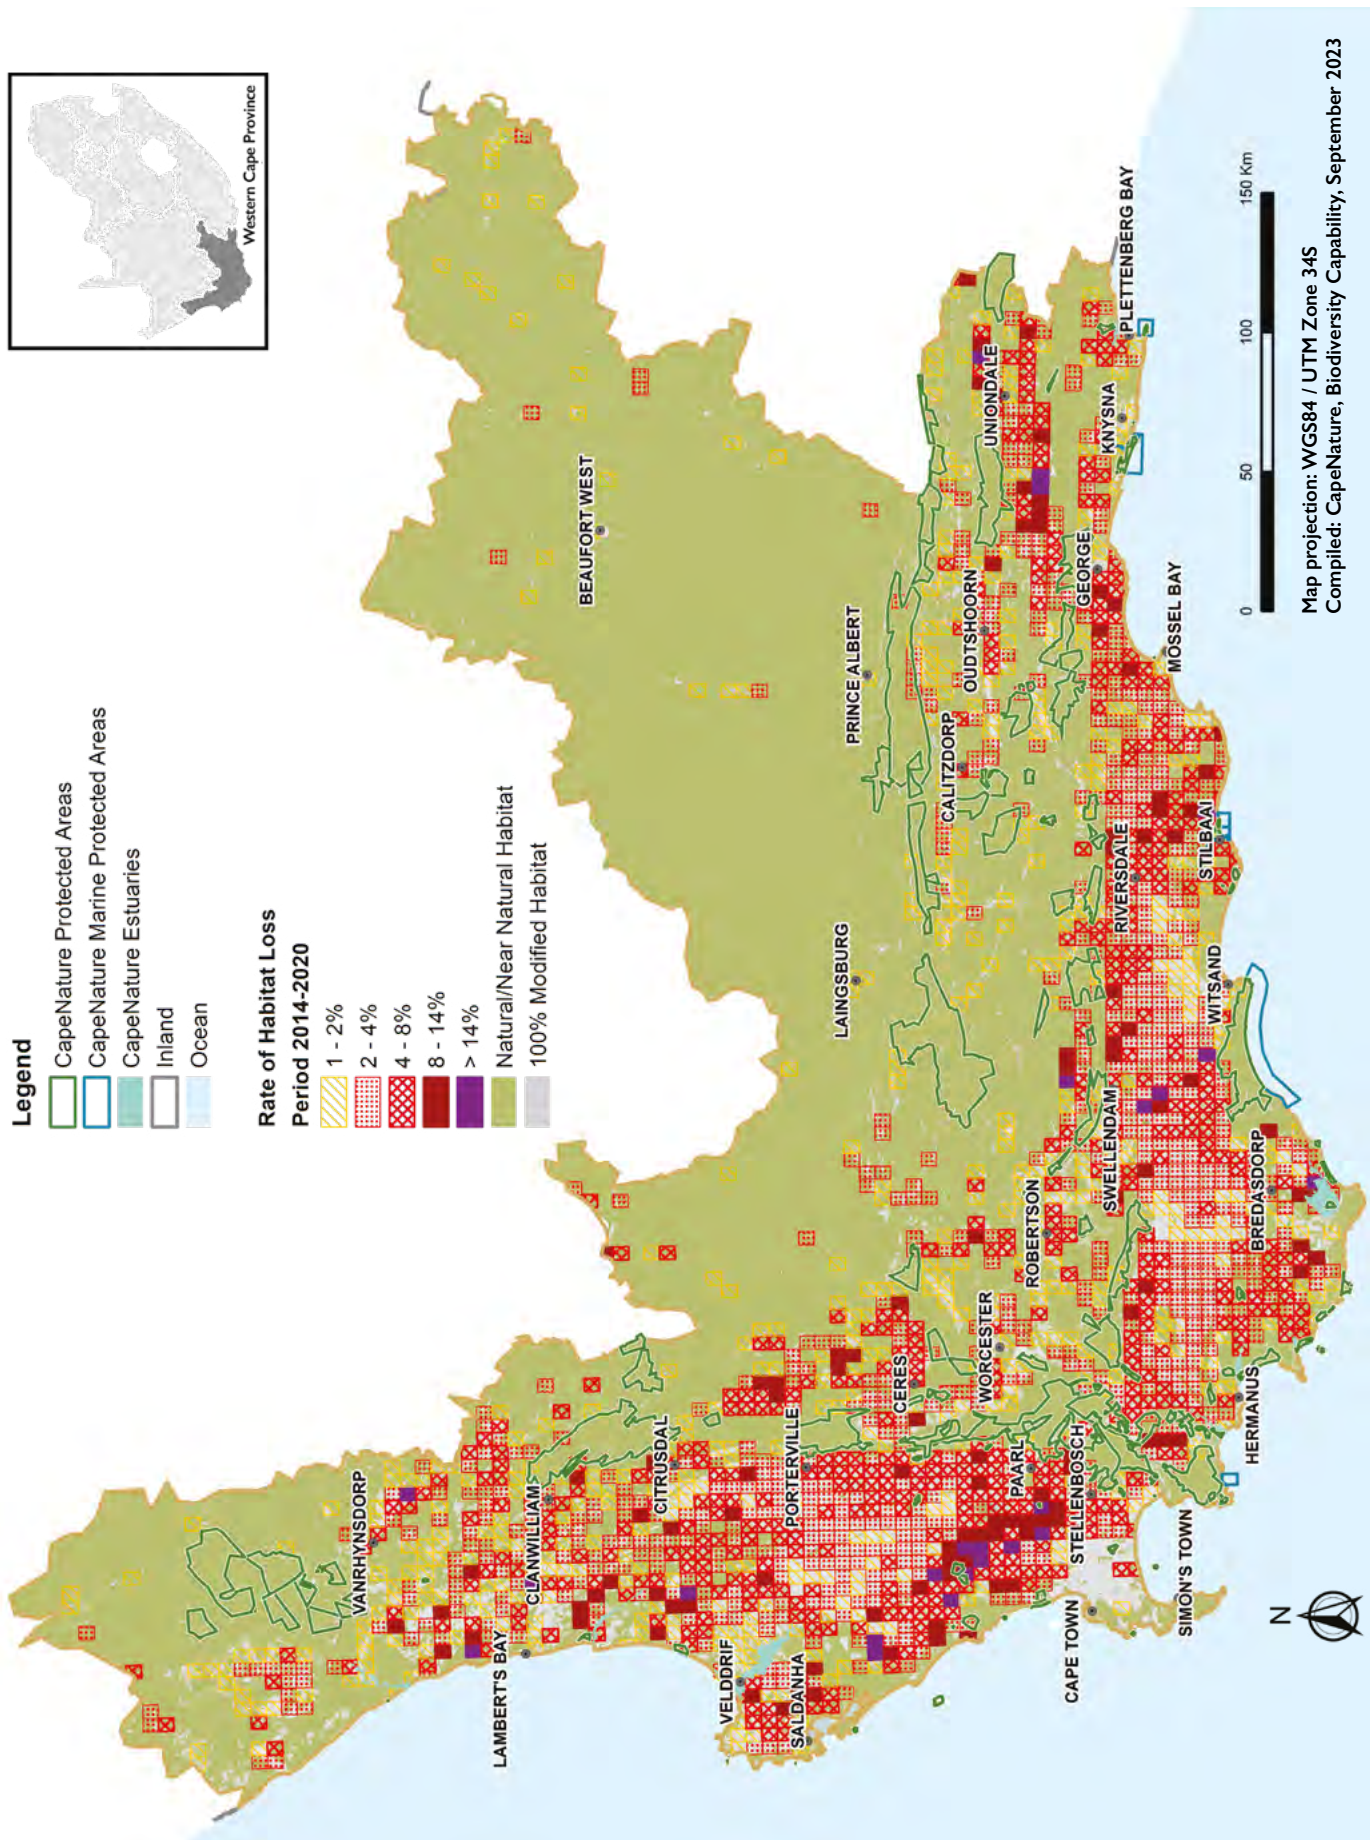 Legend
CapeNature Protected Areas
CapeNature Marine Protected Areas
CapeNature Estuaries
Inland
Ocean
Rate of Habitat Loss
Period 2014-2020
1 - 2%
2 - 4%
4 - 8%
8 - 14%
> 14%
Natural/Near Natural Habitat
100% Modified Habitat
Western Cape Province
VANRHYNSDORP
LAMBERT'S BAY
CLANWILLIAM
CITRUSDAL
VELDDRIF
SALDANHA
PORTERVILLE
CERES
WORCESTER
PAARL
STELLENBOSCH
CAPE TOWN
SIMON'S TOWN
HERMANUS
ROBERTSON
SWELLENDAM
BREDASDORP
LAINGSBURG
WITSAND
RIVERSDALE
STILBAAI
BEAUFORT WEST
PRINCE ALBERT
CALITZDORP
OUDTSHOORN
UNIONDALE
GEORGE
MOSSEL BAY
KNYSNA
PLETTENBERG BAY
N
0 50 100 150 Km
Map projection: WGS84 / UTM Zone 34S
Compiled: CapeNature, Biodiversity Capability, September 2023